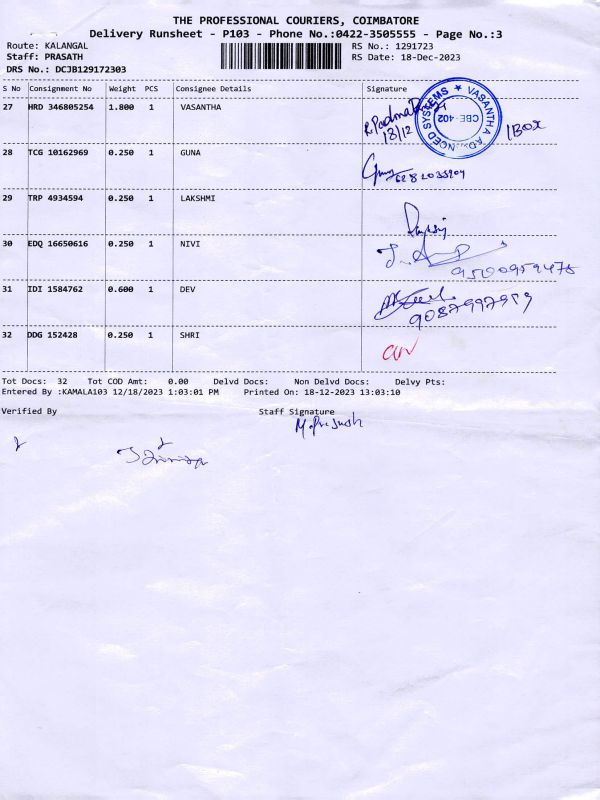 THE PROFESSIONAL COURIERS, COIMBATORE
Delivery Runsheet - P103 - Phone No.:0422-3505555 - Page No.:3
Route: KALANGAL RS No.: 1291723
Staff: PRASATH RS Date: 18-Dec-2023
DRS No.: DCJB129172303
S No Consignment No Weight PCS Consignee Details Signature
27 HRD 346805254 1.800 1 VASANTHA
18/12
VASANTHA ADVANCED SYSTEMS ★
CBE-402
1Box
28 TCG 10162969 0.250 1 GUNA
29 TRP 4934594 0.250 1 LAKSHMI
30 EDQ 16650616 0.250 1 NIVI
9500959475
31 IDI 1584762 0.600 1 DEV
32 DDG 152428 0.250 1 SHRI
Tot Docs: 32 Tot COD Amt: 0.00 Delvd Docs: Non Delvd Docs: Delvy Pts:
Entered By :KAMALA103 12/18/2023 1:03:01 PM Printed On: 18-12-2023 13:03:10
Verified By Staff Signature